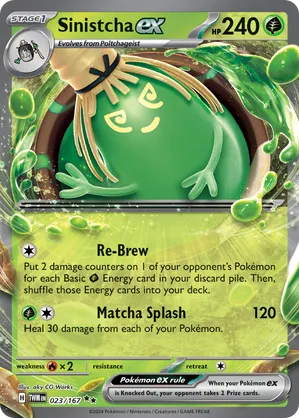 STAGE 1 Sinistcha ex HP 240
Evolves from Poltchageist
Re-Brew
Put 2 damage counters on 1 of your opponent's Pokémon
for each Basic Energy card in your discard pile. Then,
shuffle those Energy cards into your deck.
Matcha Splash 120
Heal 30 damage from each of your Pokémon.
weakness ×2 resistance retreat
Illus. aky CG Works
Pokémon ex rule
When your Pokémon ex
is Knocked Out, your opponent takes 2 Prize cards.
H TWM EN 023/167
©2024 Pokémon / Nintendo / Creatures / GAME FREAK